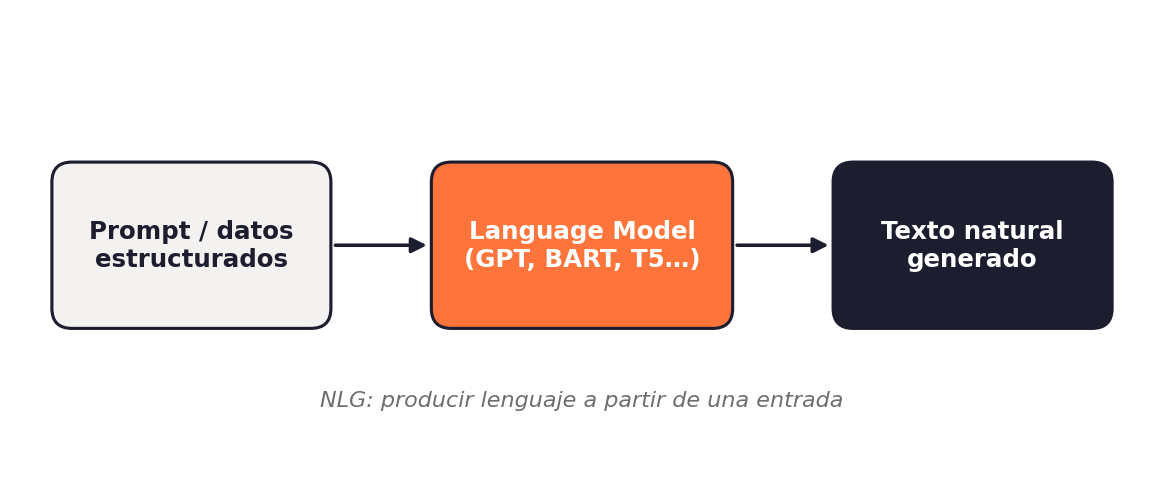 Prompt / datos
estructurados
Language Model
(GPT, BART, T5…)
Texto natural
generado
NLG: producir lenguaje a partir de una entrada